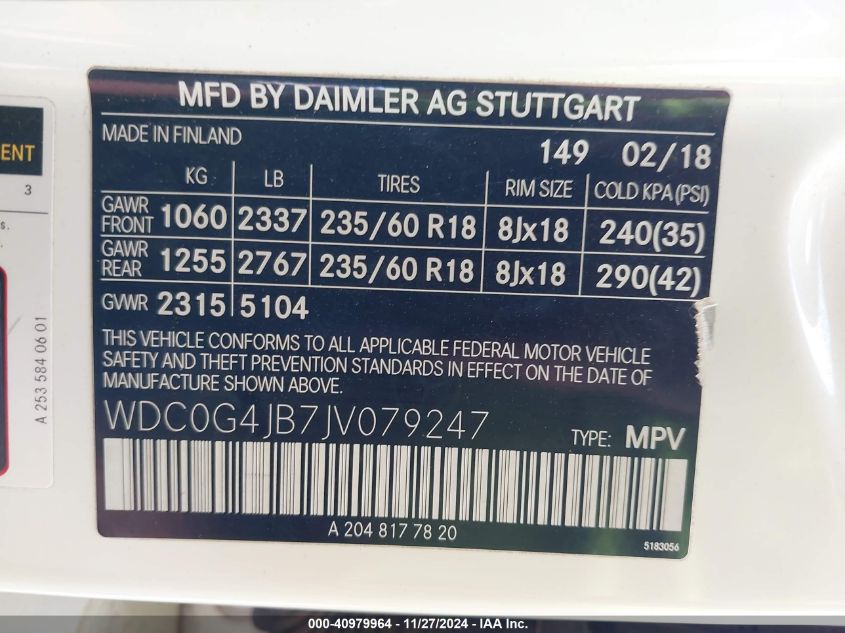 MFD BY DAIMLER AG STUTTGART
MADE IN FINLAND
149 02/18
KG LB TIRES RIM SIZE COLD KPA (PSI)
GAWR FRONT 1060 2337 235/60 R18 8Jx18 240(35)
GAWR REAR 1255 2767 235/60 R18 8Jx18 290(42)
GVWR 2315 5104
THIS VEHICLE CONFORMS TO ALL APPLICABLE FEDERAL MOTOR VEHICLE
SAFETY AND THEFT PREVENTION STANDARDS IN EFFECT ON THE DATE OF
MANUFACTURE SHOWN ABOVE.
WDC0G4JB7JV079247
TYPE: MPV
A 204 817 78 20
5183056
ENT
3
s.
A 253 584 06 01
000-40979964 - 11/27/2024 - IAA Inc.